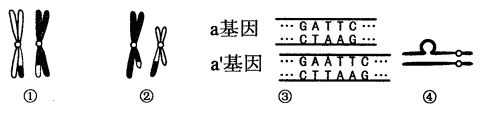 a基因 … G A T T C …
… C T A A G …
a'基因 … G A A T T C …
… C T T A A G …
① ② ③ ④